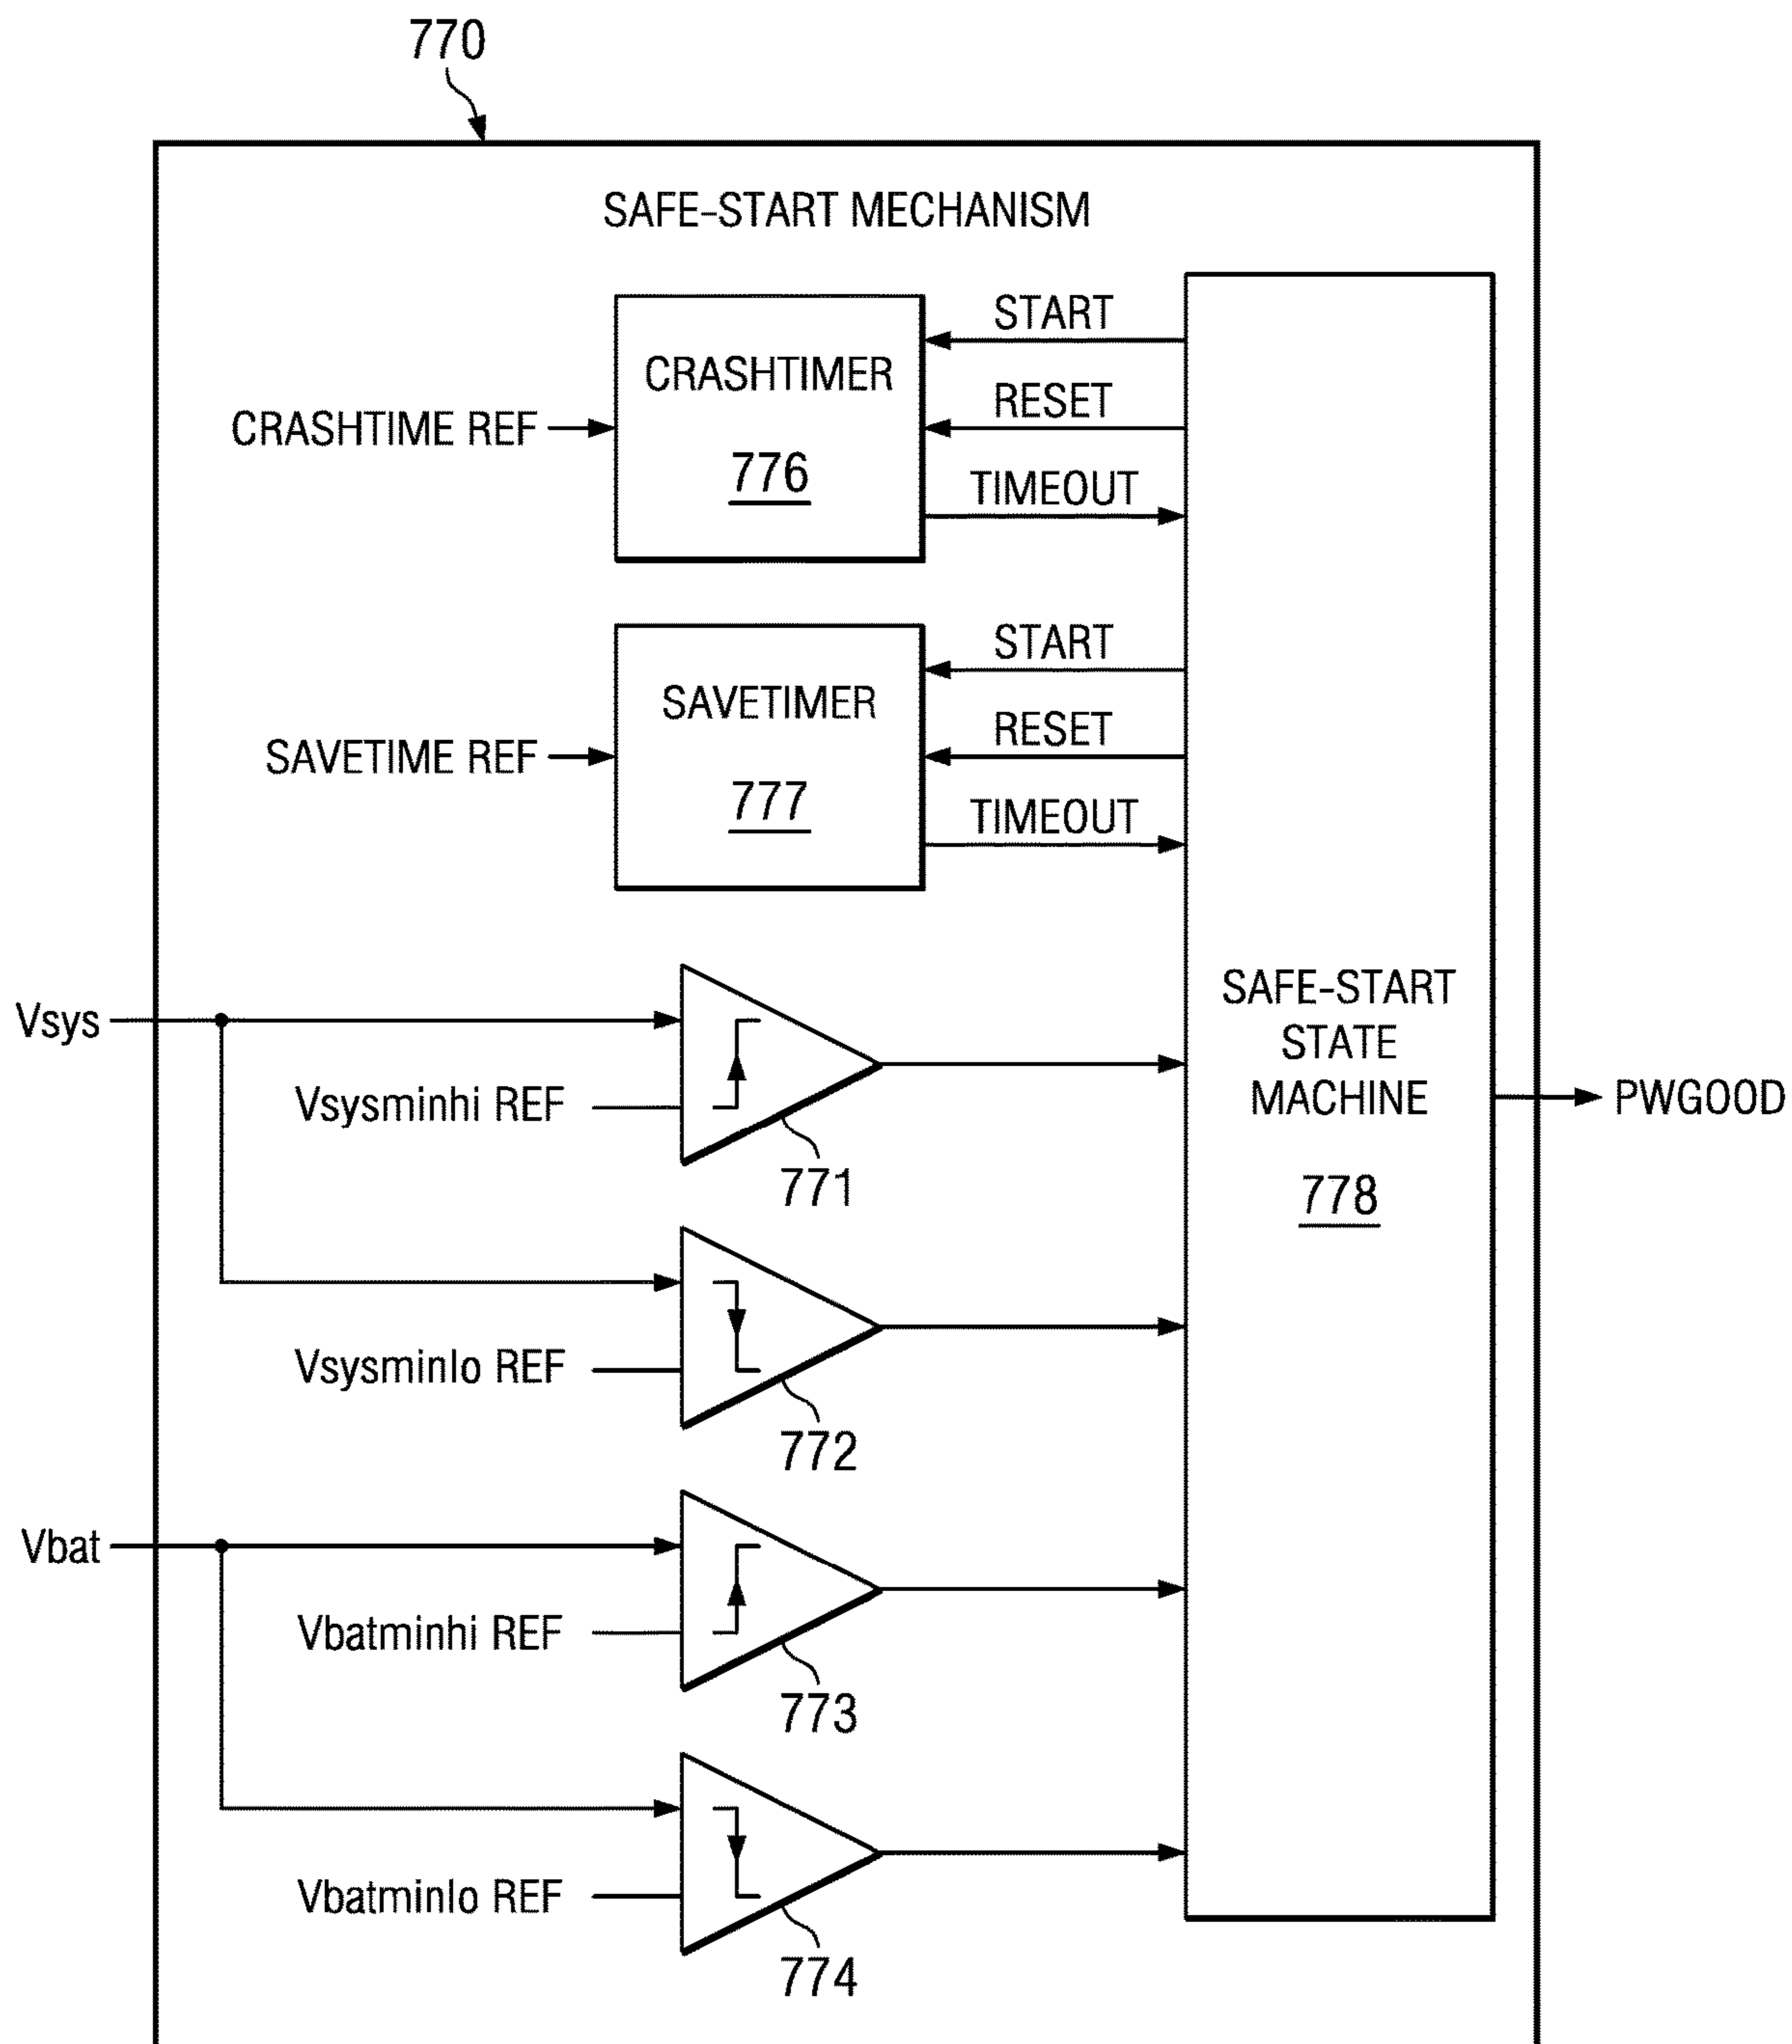 770
SAFE-START MECHANISM
START
CRASHTIMER
RESET
CRASHTIME REF
776
TIMEOUT
START
SAVETIMER
RESET
SAVETIME REF
777
TIMEOUT
SAFE-START
STATE
MACHINE
778
Vsys
Vsysminhi REF
771
PWGOOD
Vsysminlo REF
772
Vbat
Vbatminhi REF
773
Vbatminlo REF
774